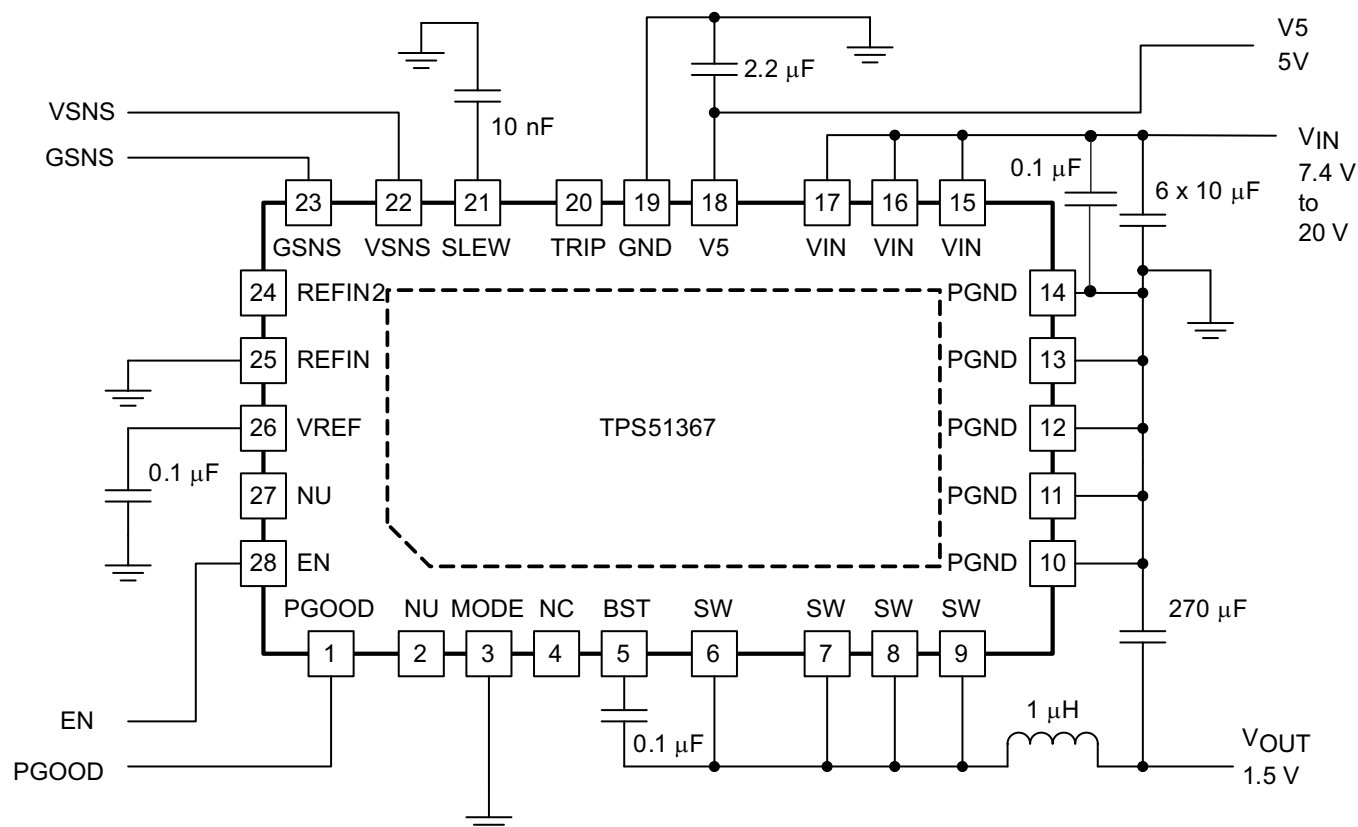 V5
5V
2.2 μF
10 nF
VSNS
GSNS
VIN
7.4 V
to
20 V
0.1 μF
6 x 10 μF
23
22
21
20
19
18
17
16
15
GSNS
VSNS
SLEW
TRIP
GND
V5
VIN
VIN
VIN
24
REFIN2
PGND
14
25
REFIN
PGND
13
26
VREF
TPS51367
PGND
12
0.1 μF
27
NU
PGND
11
28
EN
PGND
10
PGOOD
NU
MODE
NC
BST
SW
SW
SW
SW
270 μF
1
2
3
4
5
6
7
8
9
EN
PGOOD
0.1 μF
1 μH
VOUT
1.5 V